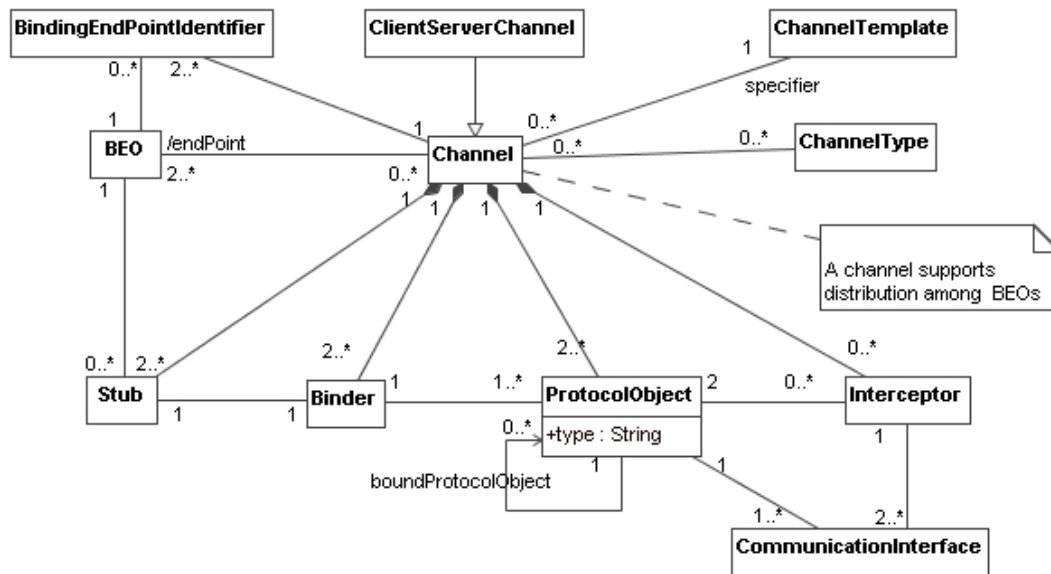 BindingEndPointIdentifier
ClientServerChannel
ChannelTemplate
0..*
2..*
1
specifier
1
1
0..*
BEO
/endPoint
Channel
0..*
0..*
ChannelType
2..*
0..*
1
1
1
1
1
A channel supports
distribution among BEOs
0..*
2..*
2..*
2..*
0..*
Stub
1
1
Binder
1
1..*
ProtocolObject
2
0..*
Interceptor
+type : String
0..*
1
boundProtocolObject
1
1
1..*
2..*
CommunicationInterface